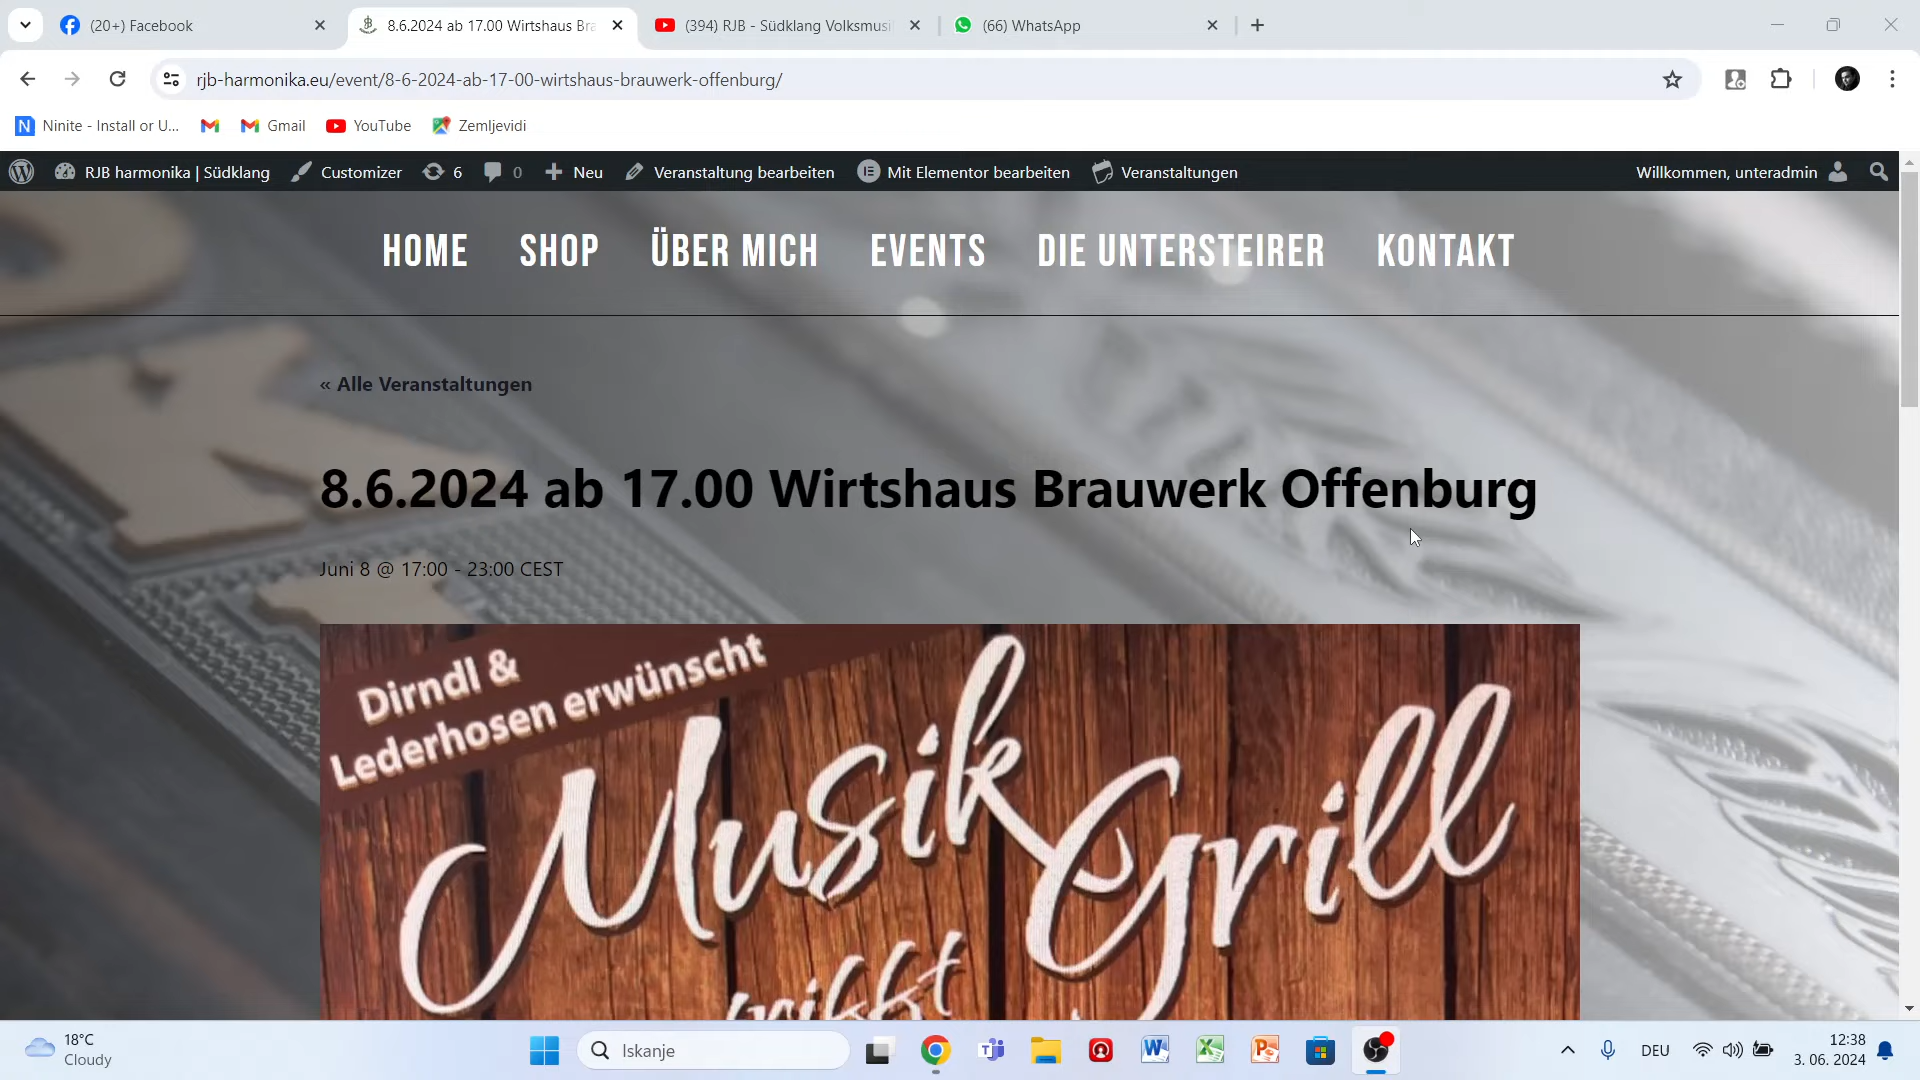 (20+) Facebook
8.6.2024 ab 17.00 Wirtshaus Bra
(394) RJB - Südklang Volksmusi
(66) WhatsApp
rjb-harmonika.eu/event/8-6-2024-ab-17-00-wirtshaus-brauwerk-offenburg/
Ninite - Install or U...
Gmail
YouTube
Zemljevidi
RJB harmonika | Südklang
Customizer
6
0
Neu
Veranstaltung bearbeiten
Mit Elementor bearbeiten
Veranstaltungen
Willkommen, unteradmin
HOME SHOP ÜBER MICH EVENTS DIE UNTERSTEIRER KONTAKT
« Alle Veranstaltungen
8.6.2024 ab 17.00 Wirtshaus Brauwerk Offenburg
Juni 8 @ 17:00 - 23:00 CEST
Dirndl &
Lederhosen erwünscht
Musik
Grill
trifft
18°C
Cloudy
Iskanje
DEU
12:38
3. 06. 2024